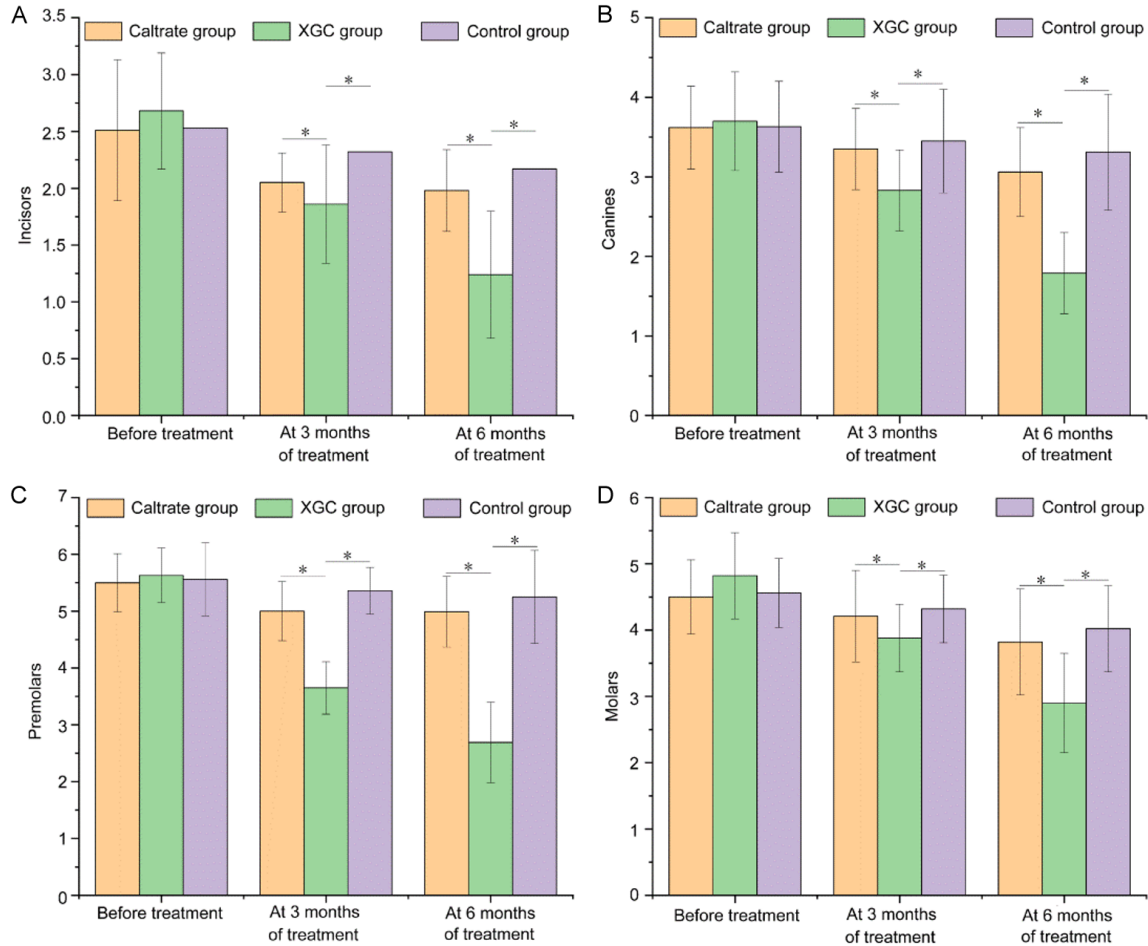 A
Caltrate group XGC group Control group
3.5
3.0
2.5
2.0
1.5
1.0
0.5
0.0
Incisors
* * * *
Before treatment At 3 months of treatment At 6 months of treatment
B
Caltrate group XGC group Control group
5
4
3
2
1
0
Canines
* * * *
Before treatment At 3 months of treatment At 6 months of treatment
C
Caltrate group XGC group Control group
7
6
5
4
3
2
1
0
Premolars
* * * *
Before treatment At 3 months of treatment At 6 months of treatment
D
Caltrate group XGC group Control group
6
5
4
3
2
1
0
Molars
* * * *
Before treatment At 3 months of treatment At 6 months of treatment